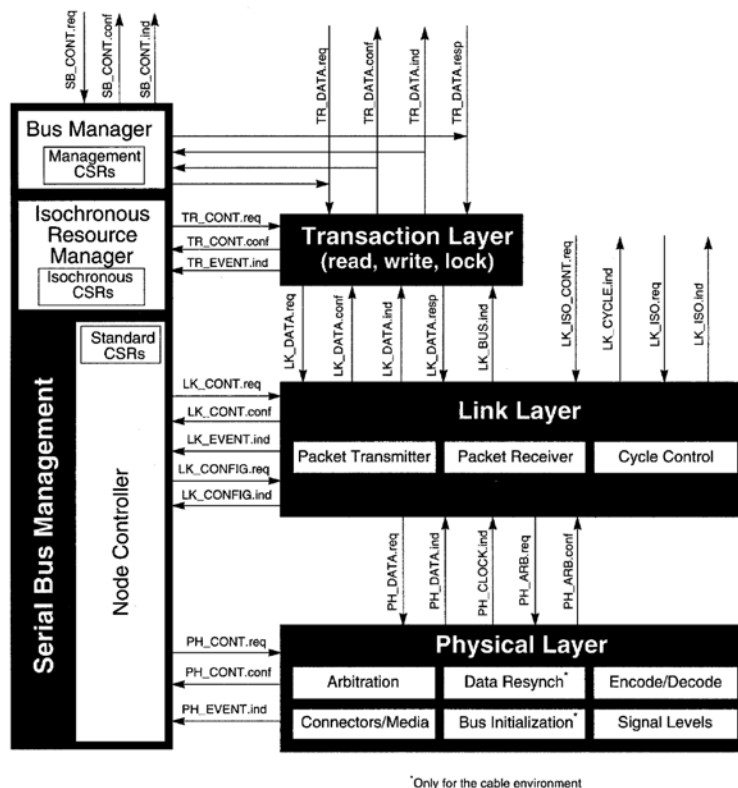 SB_CONT.req
SB_CONT.conf
SB_CONT.ind
TR_DATA.req
TR_DATA.conf
TR_DATA.ind
TR_DATA.resp
Bus Manager
Management
CSRs
Isochronous
Resource
Manager
Isochronous
CSRs
TR_CONT.req
TR_CONT.conf
TR_EVENT.ind
Transaction Layer
(read, write, lock)
LK_DATA.req
LK_DATA.conf
LK_DATA.ind
LK_DATA.resp
LK_BUS.ind
LK_ISO_CONT.req
LK_CYCLE.ind
LK_ISO.req
LK_ISO.ind
Serial Bus Management
Standard
CSRs
Node Controller
LK_CONT.req
LK_CONT.conf
LK_EVENT.ind
LK_CONFIG.req
LK_CONFIG.ind
Link Layer
Packet Transmitter
Packet Receiver
Cycle Control
PH_DATA.req
PH_DATA.ind
PH_CLOCK.ind
PH_ARB.req
PH_ARB.conf
PH_CONT.req
PH_CONT.conf
PH_EVENT.ind
Physical Layer
Arbitration
Data Resynch*
Encode/Decode
Connectors/Media
Bus Initialization*
Signal Levels
*Only for the cable environment